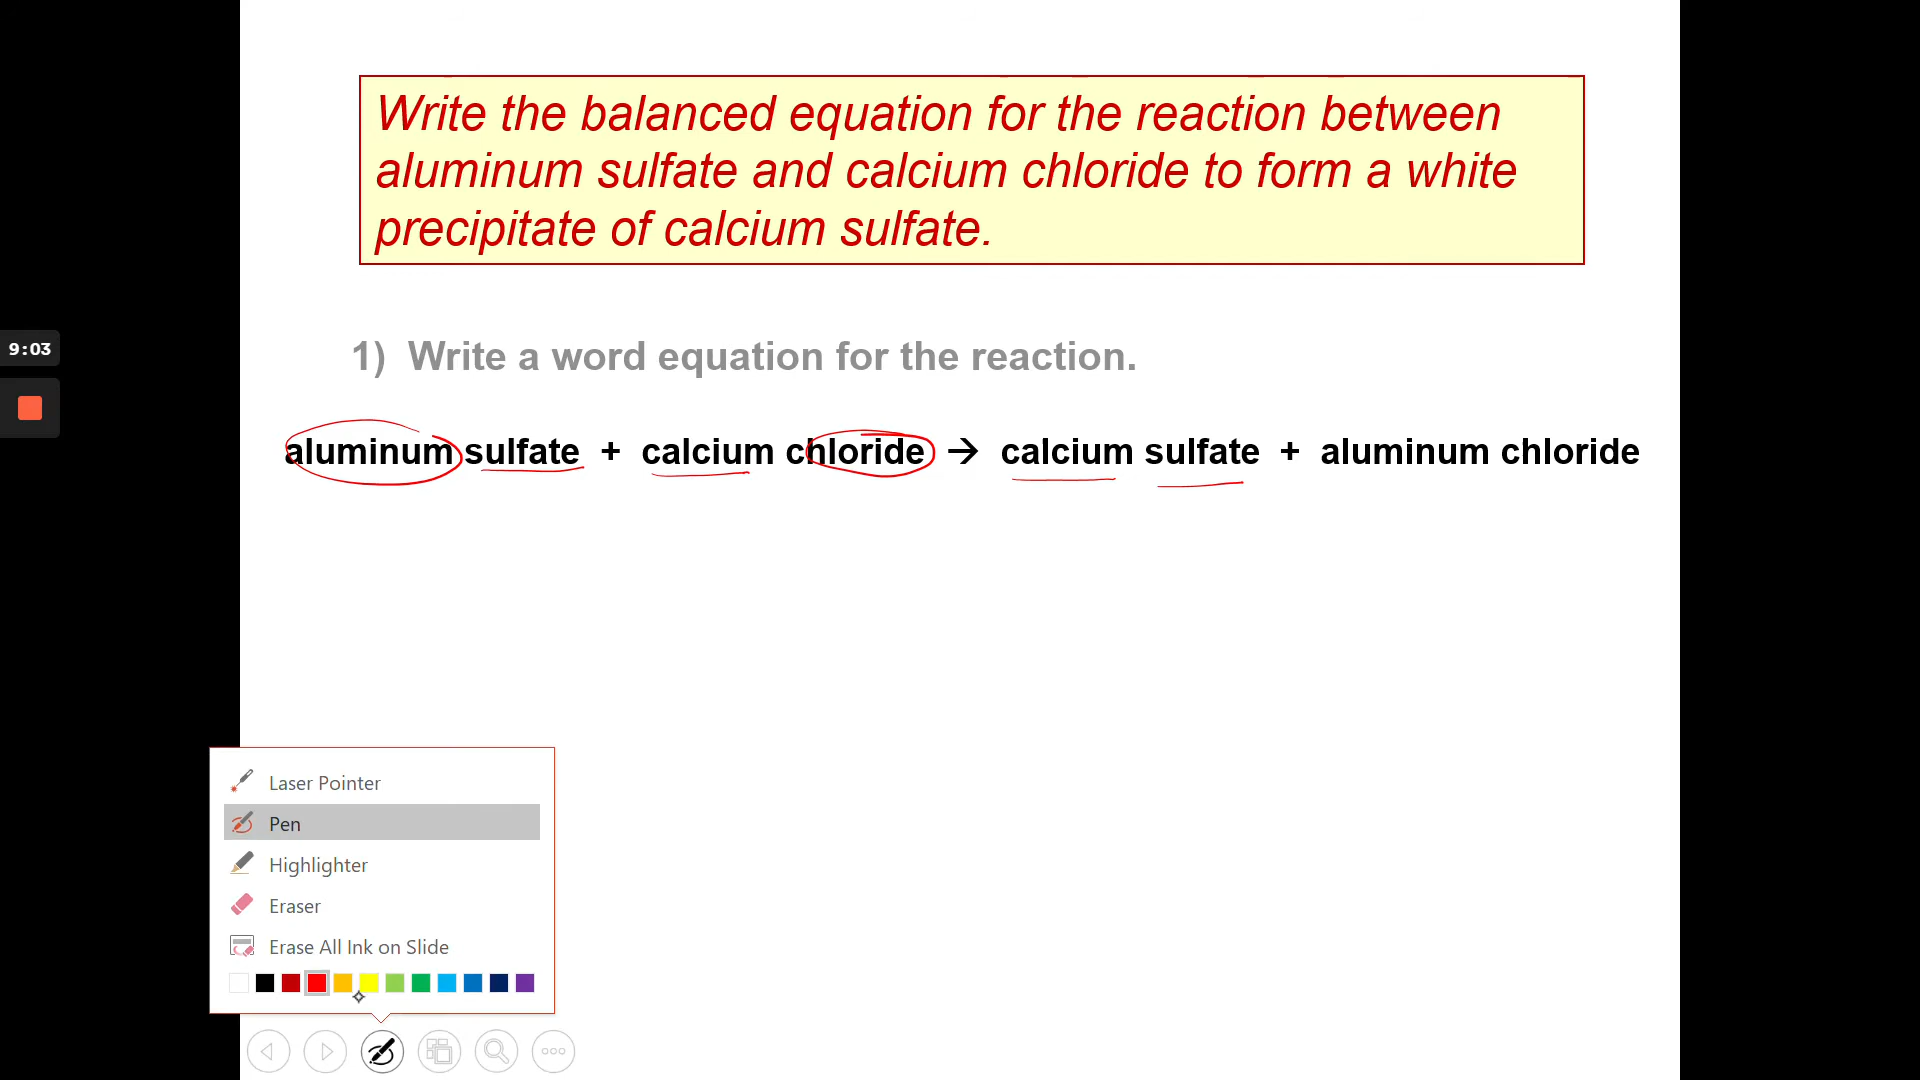 Write the balanced equation for the reaction between
aluminum sulfate and calcium chloride to form a white
precipitate of calcium sulfate.
9:03
1) Write a word equation for the reaction.
aluminum sulfate + calcium chloride → calcium sulfate + aluminum chloride
Laser Pointer
Pen
Highlighter
Eraser
Erase All Ink on Slide